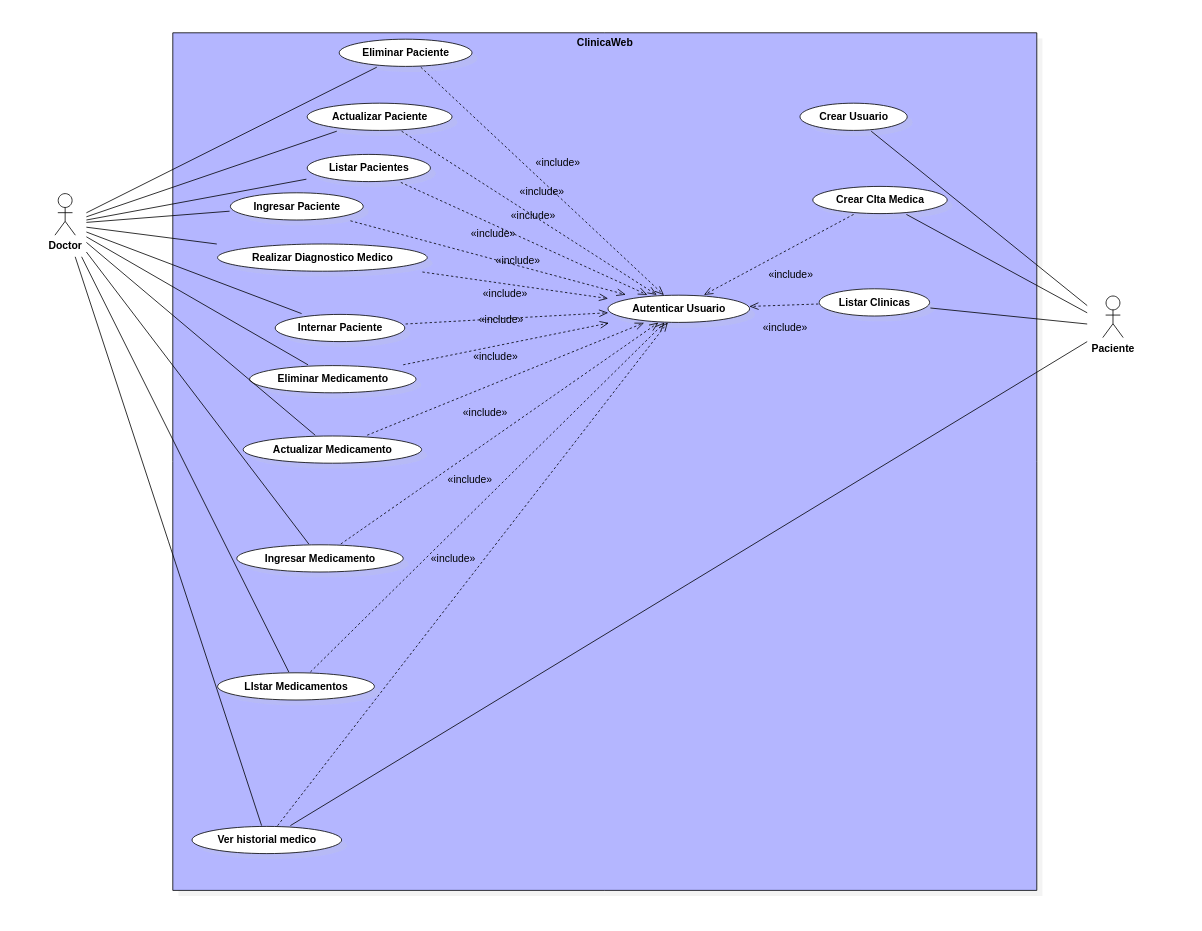 ClinicaWeb
Eliminar Paciente
Actualizar Paciente
Crear Usuario
«include»
Listar Pacientes
«include»
Crear CIta Medica
Ingresar Paciente
«include»
«include»
Doctor
Realizar Diagnostico Medico
«include»
«include»
«include»
Listar Clinicas
Autenticar Usuario
Internar Paciente
«include»
«include»
Paciente
«include»
Eliminar Medicamento
«include»
Actualizar Medicamento
«include»
Ingresar Medicamento
«include»
LIstar Medicamentos
Ver historial medico